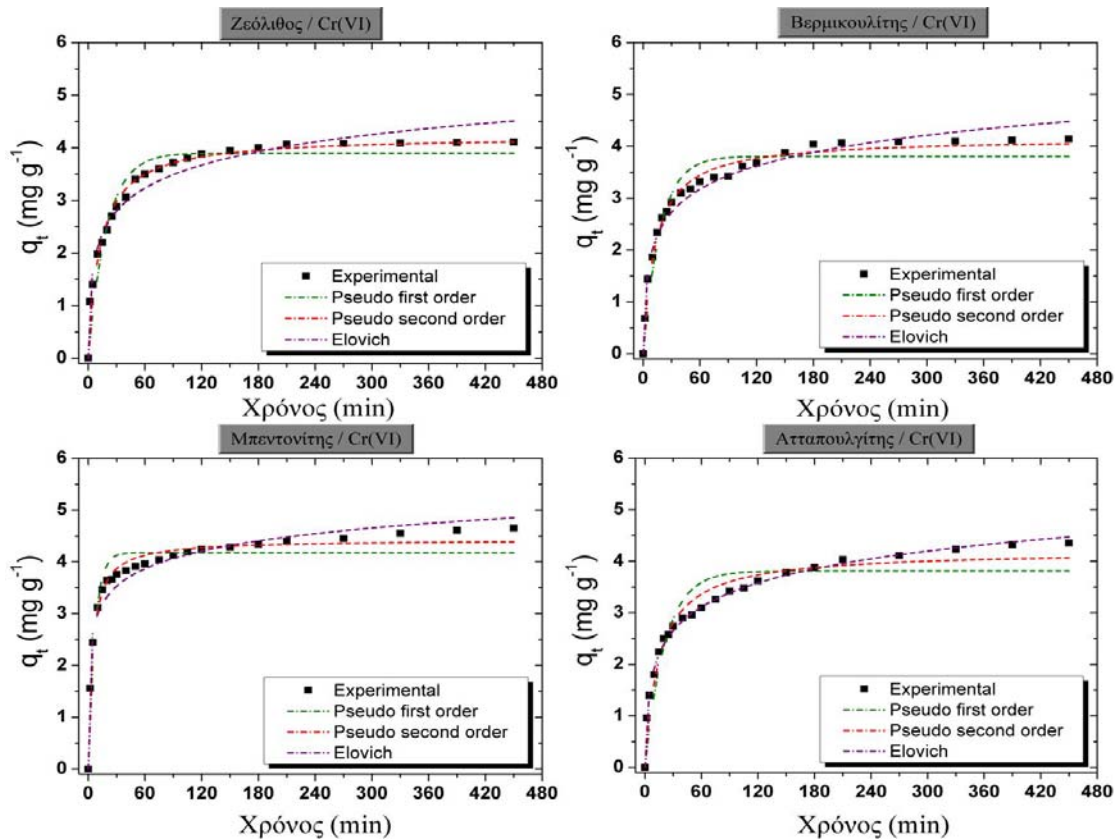 Ζεόλιθος / Cr(VI)
6
5
4
3
2
1
0
qt (mg g-1)
Experimental
Pseudo first order
Pseudo second order
Elovich
0 60 120 180 240 300 360 420 480
Χρόνος (min)
Βερμικουλίτης / Cr(VI)
6
5
4
3
2
1
0
qt (mg g-1)
Experimental
Pseudo first order
Pseudo second order
Elovich
0 60 120 180 240 300 360 420 480
Χρόνος (min)
Μπεντονίτης / Cr(VI)
6
5
4
3
2
1
0
qt (mg g-1)
Experimental
Pseudo first order
Pseudo second order
Elovich
0 60 120 180 240 300 360 420 480
Χρόνος (min)
Ατταπουλγίτης / Cr(VI)
6
5
4
3
2
1
0
qt (mg g-1)
Experimental
Pseudo first order
Pseudo second order
Elovich
0 60 120 180 240 300 360 420 480
Χρόνος (min)